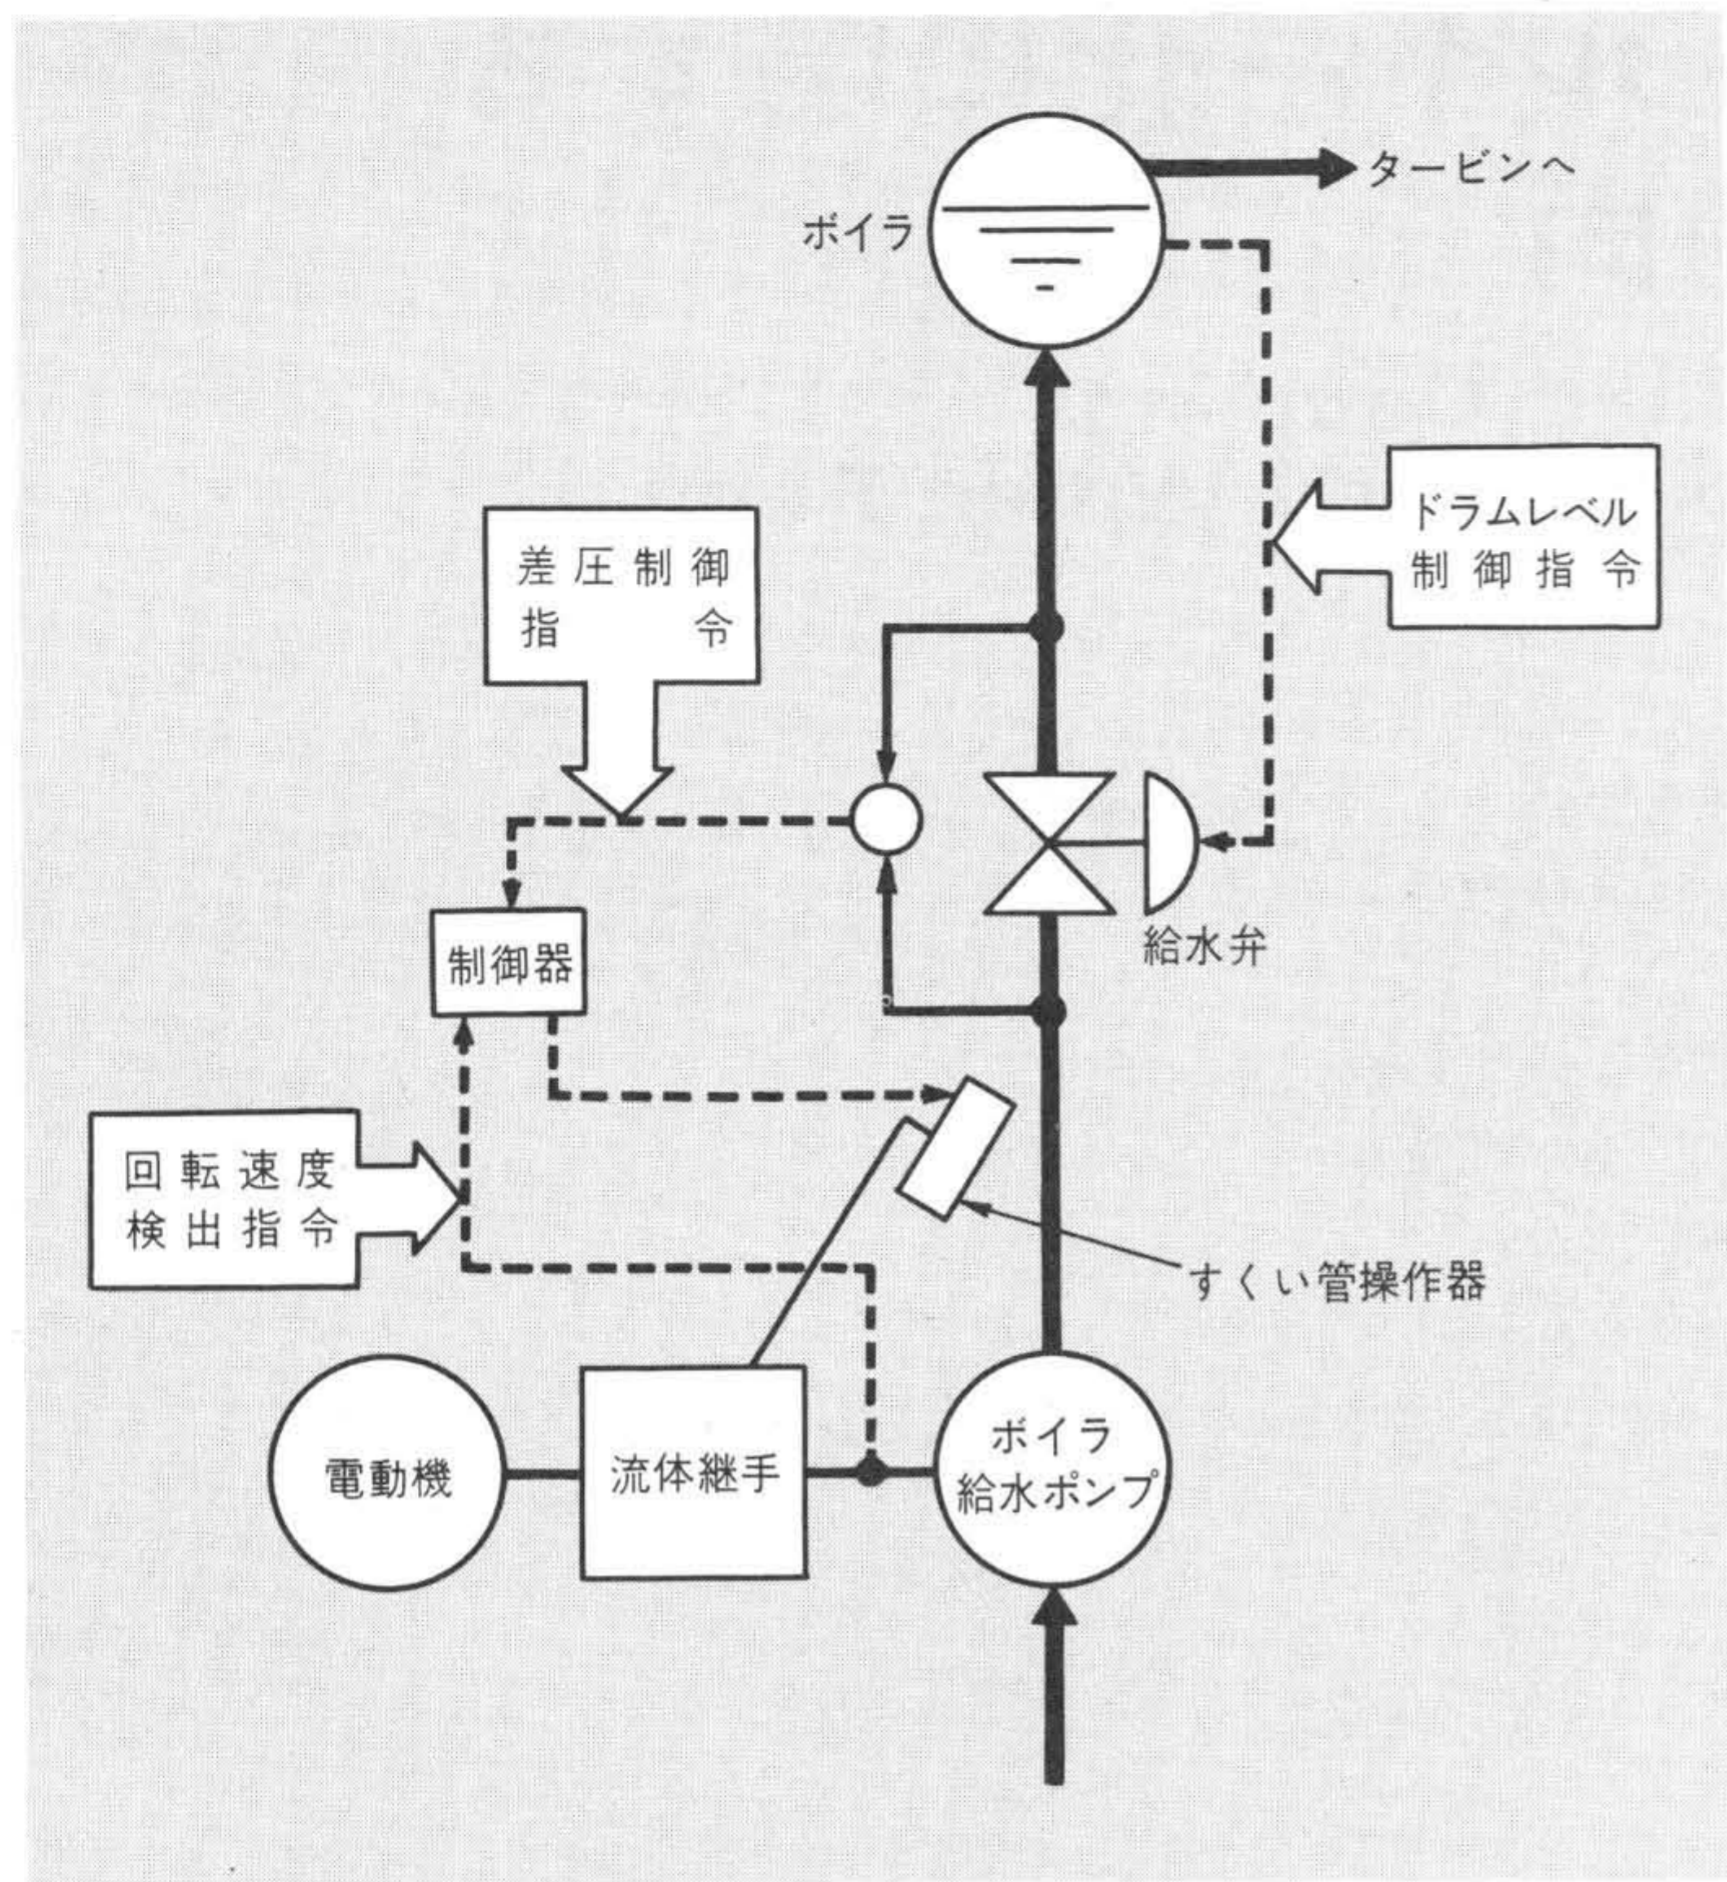 タービンへ
ボイラ
ドラムレベル
制御指令
差圧制御
指令
給水弁
制御器
回転速度
検出指令
すくい管操作器
電動機
流体継手
ボイラ
給水ポンプ